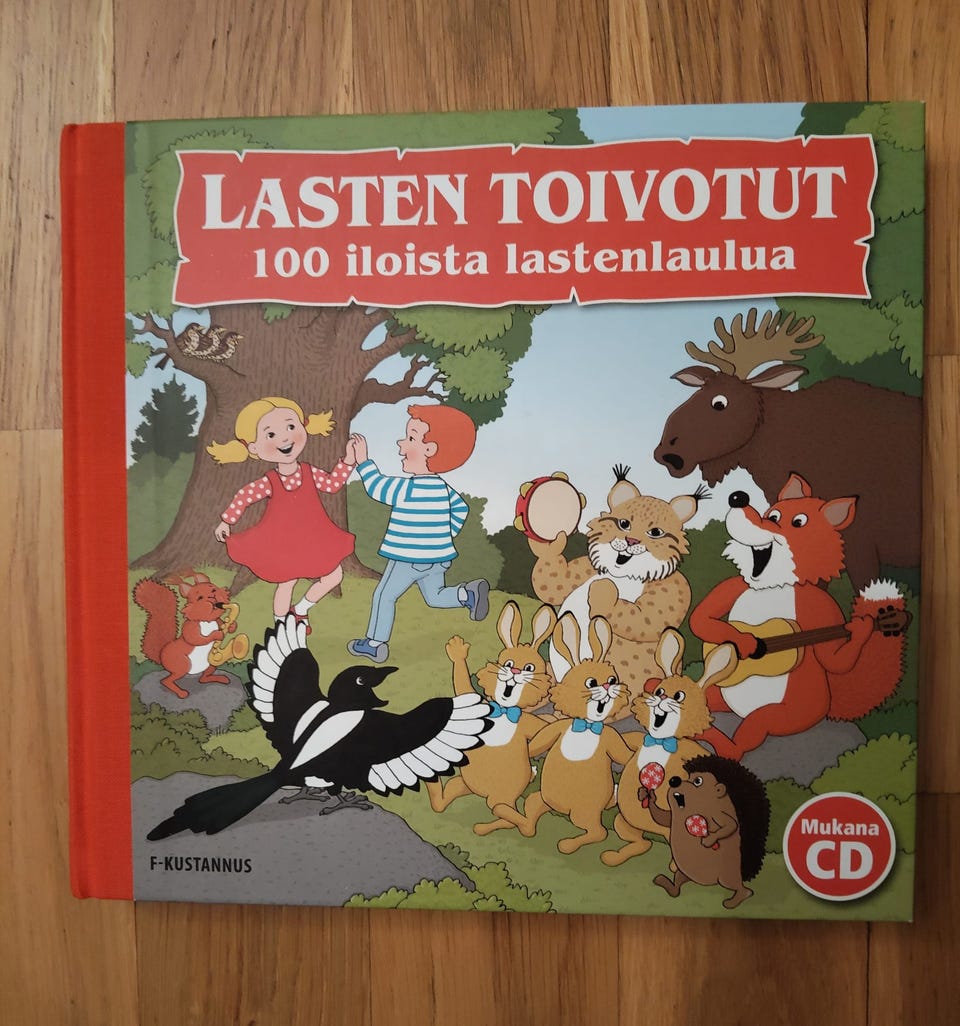 LASTEN TOIVOTUT
100 iloista lastenlaulua
F-KUSTANNUS
Mukana
CD